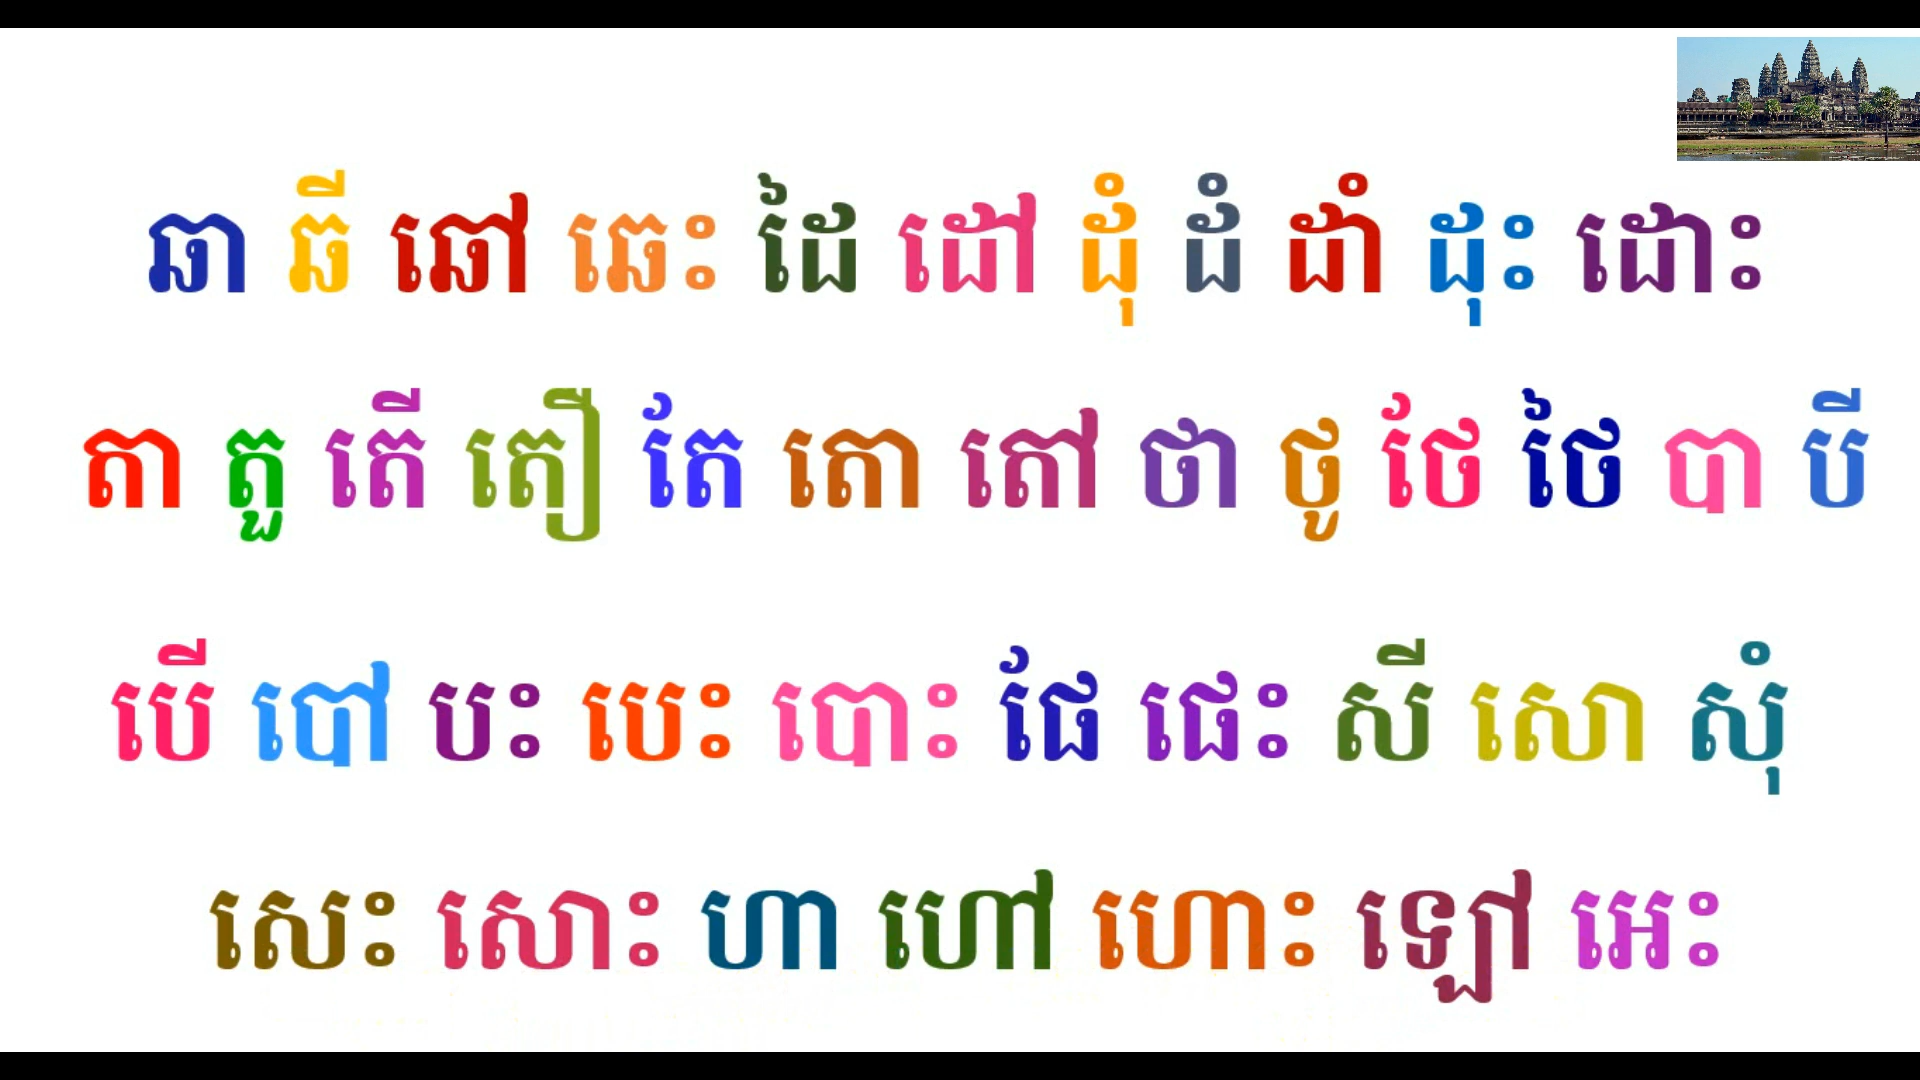 ឆា ឆី ឆៅ ឆេះ ដៃ ដៅ ដុំ ដំ ដាំ ដុះ ដោះ
តា តួ តើ តឿ តែ តោ តៅ ថា ថូ ថែ ថៃ បា បី
បើ បៅ បះ បេះ បោះ ផែ ផេះ សី សោ សុំ
សេះ សោះ ហា ហៅ ហោះ ឡៅ អេះ